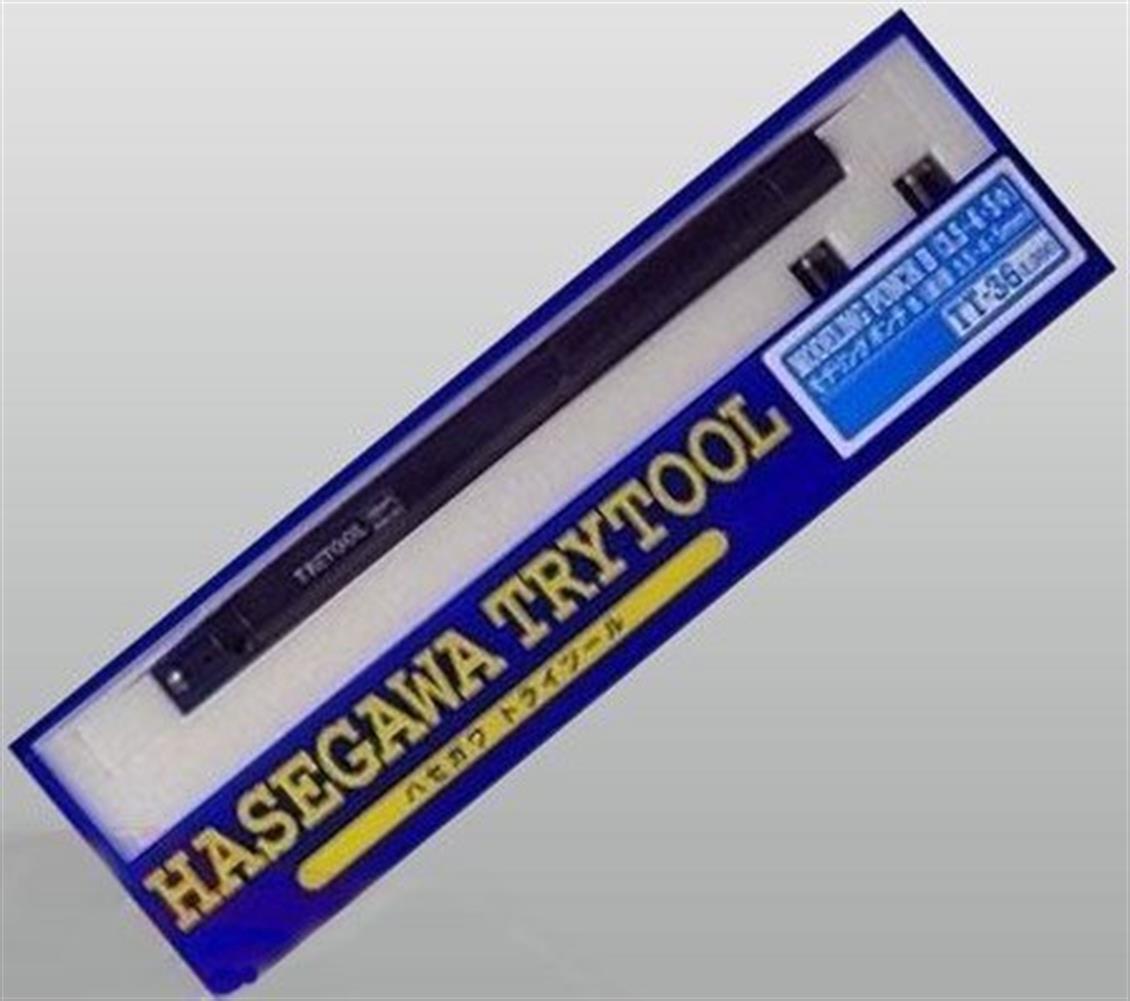 TRYTOOL
MODELING PUNCH B
モデリングポンチ B
TT-36
HASEGAWA TRYTOOL
ハセガワ トライツール